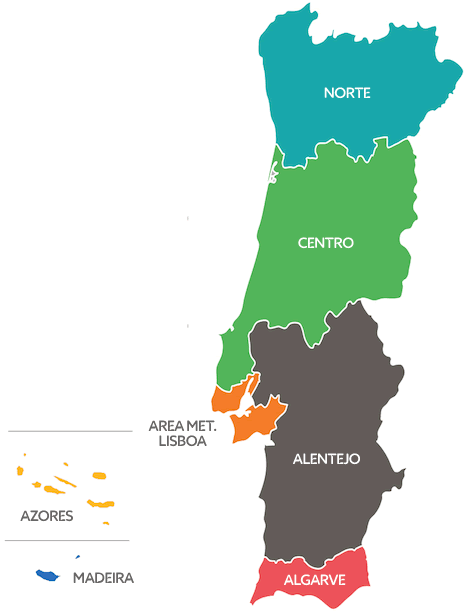 NORTE
CENTRO
AREA MET.
LISBOA
ALENTEJO
AZORES
MADEIRA
ALGARVE